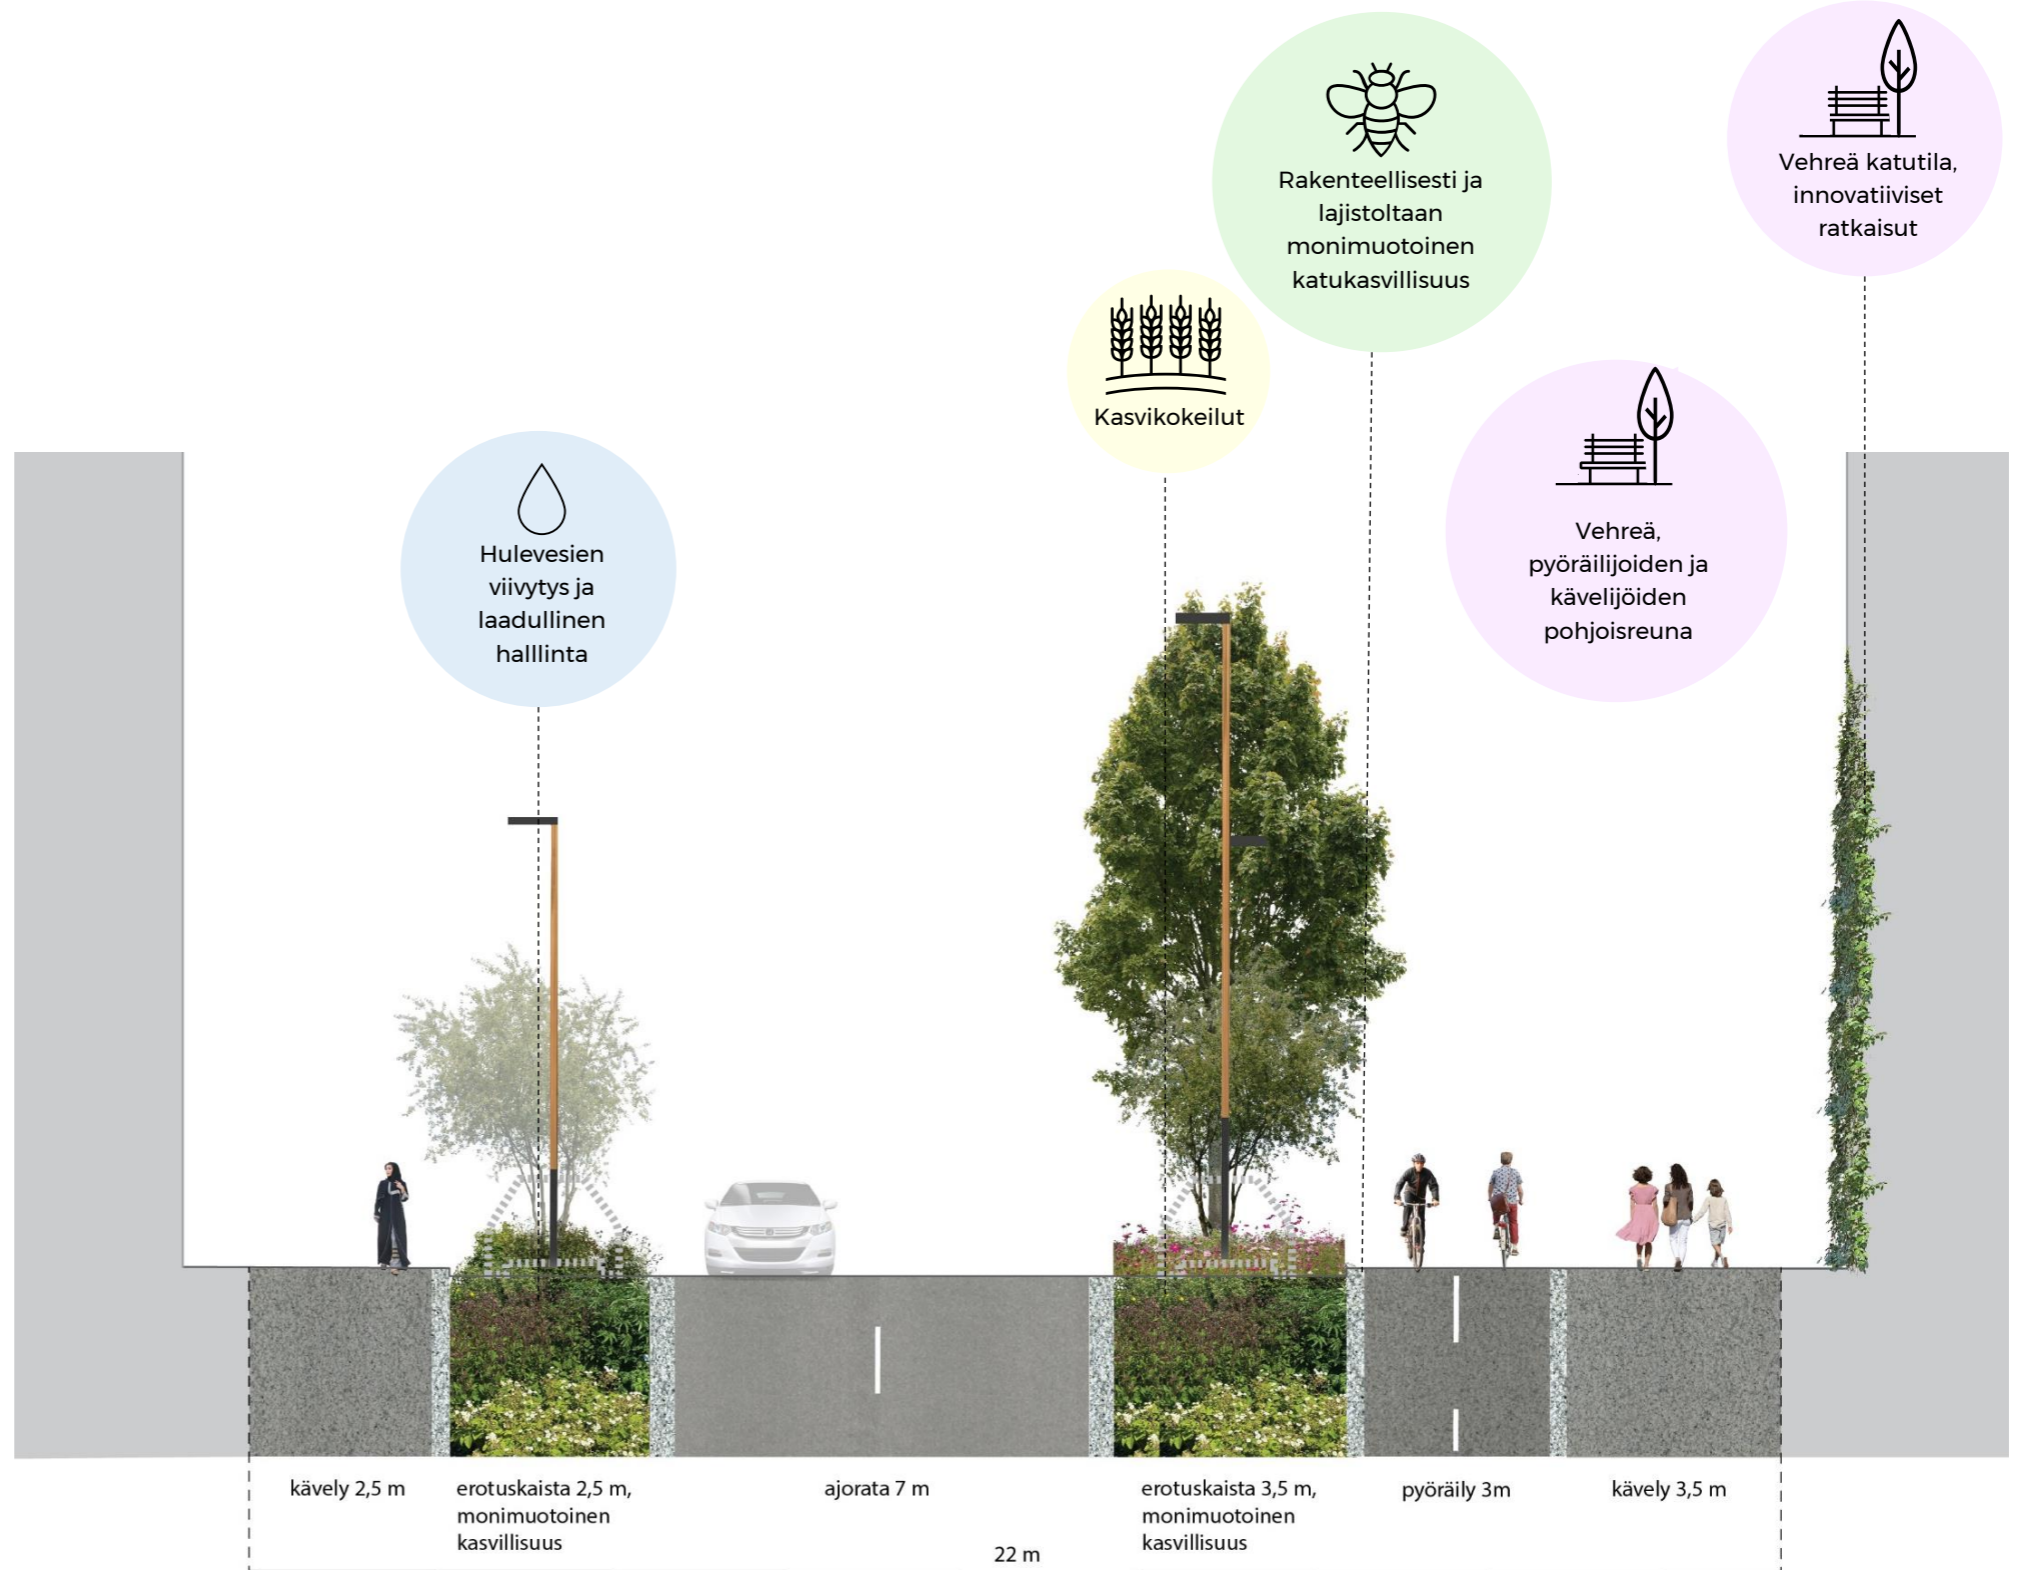 Vehreä katutila,
innovatiiviset
ratkaisut
Rakenteellisesti ja
lajistoltaan
monimuotoinen
katukasvillisuus
Kasvikokeilut
Vehreä,
pyöräilijoiden ja
kävelijöiden
pohjoisreuna
Hulevesien
viivytys ja
laadullinen
halllinta
kävely 2,5 m
erotuskaista 2,5 m,
monimuotoinen
kasvillisuus
ajorata 7 m
erotuskaista 3,5 m,
monimuotoinen
kasvillisuus
pyöräily 3m
kävely 3,5 m
22 m